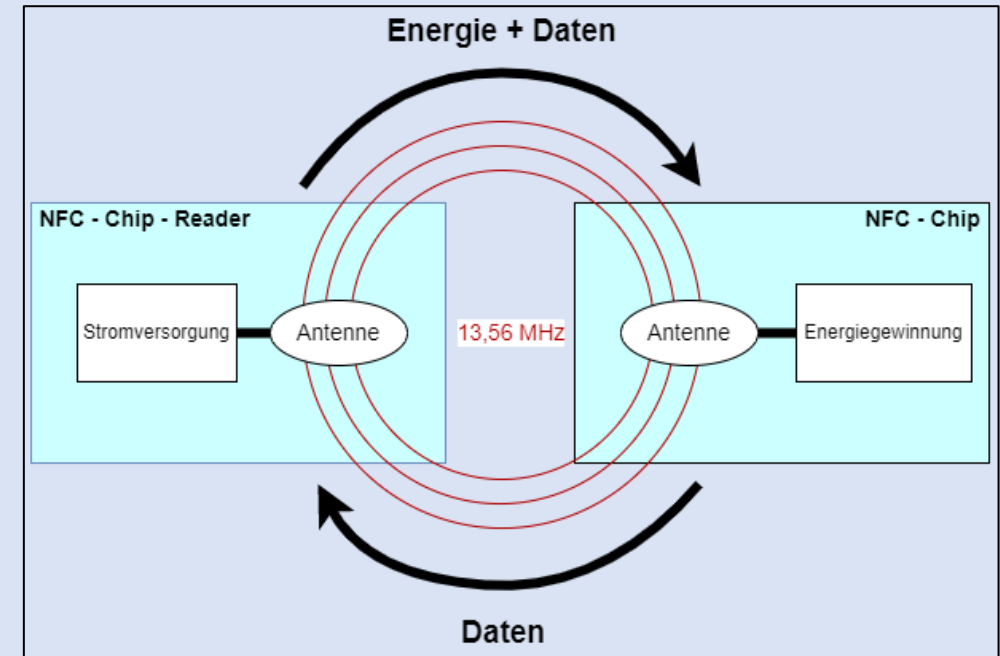 Energie + Daten
NFC - Chip - Reader
NFC - Chip
Stromversorgung
Antenne
13,56 MHz
Antenne
Energiegewinnung
Daten